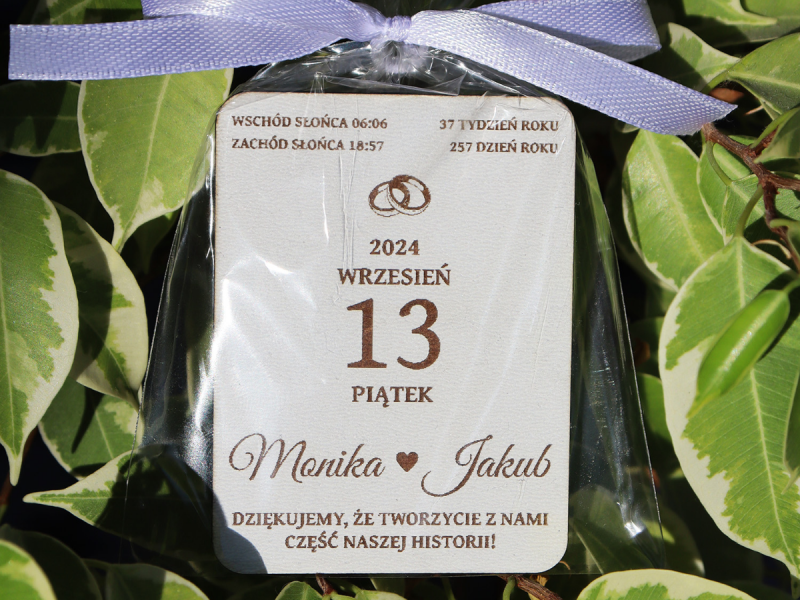 WSCHÓD SŁOŃCA 06:06 37 TYDZIEŃ ROKU
ZACHÓD SŁOŃCA 18:57 257 DZIEŃ ROKU
2024
WRZESIEŃ
13
PIĄTEK
Monika ♥ Jakub
DZIĘKUJEMY, ŻE TWORZYCIE Z NAMI
CZĘŚĆ NASZEJ HISTORII!